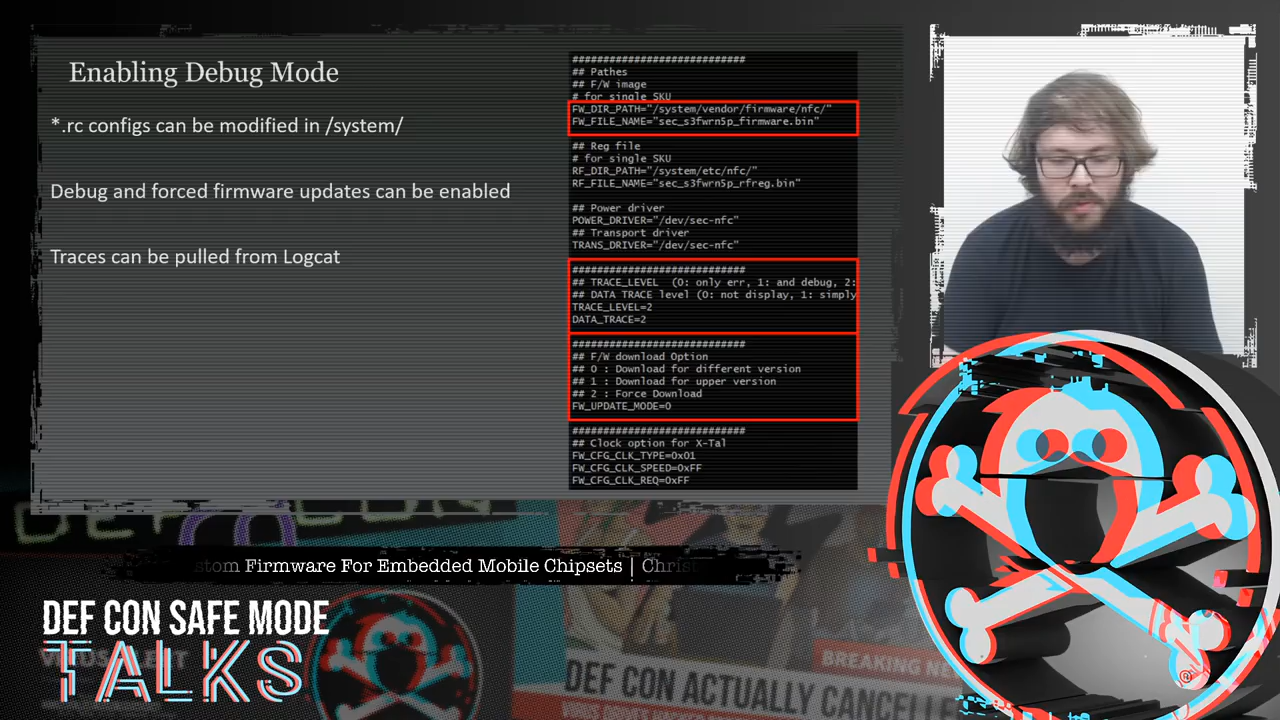 Enabling Debug Mode
*.rc configs can be modified in /system/
Debug and forced firmware updates can be enabled
Traces can be pulled from Logcat
############################
## Pathes
## F/W image
# for single SKU
FW_DIR_PATH="/system/vendor/firmware/nfc/"
FW_FILE_NAME="sec_s3fwrn5p_firmware.bin"
## Reg file
# for single SKU
RF_DIR_PATH="/system/etc/nfc/"
RF_FILE_NAME="sec_s3fwrn5p_rfreg.bin"
## Power driver
POWER_DRIVER="/dev/sec-nfc"
## Transport driver
TRANS_DRIVER="/dev/sec-nfc"
############################
## TRACE_LEVEL (0: only err, 1: and debug, 2:
## DATA TRACE level (0: not display, 1: simply
TRACE_LEVEL=2
DATA_TRACE=2
############################
## F/W download Option
## 0 : Download for different version
## 1 : Download for upper version
## 2 : Force Download
FW_UPDATE_MODE=0
############################
## Clock option for X-Tal
FW_CFG_CLK_TYPE=0x01
FW_CFG_CLK_SPEED=0xFF
FW_CFG_CLK_REQ=0xFF
DEF CON
stom Firmware For Embedded Mobile Chipsets | Chris
DEF CON SAFE MODE
TALKS
BREAKING NE
DEF CON ACTUALLY CANCELLE
®